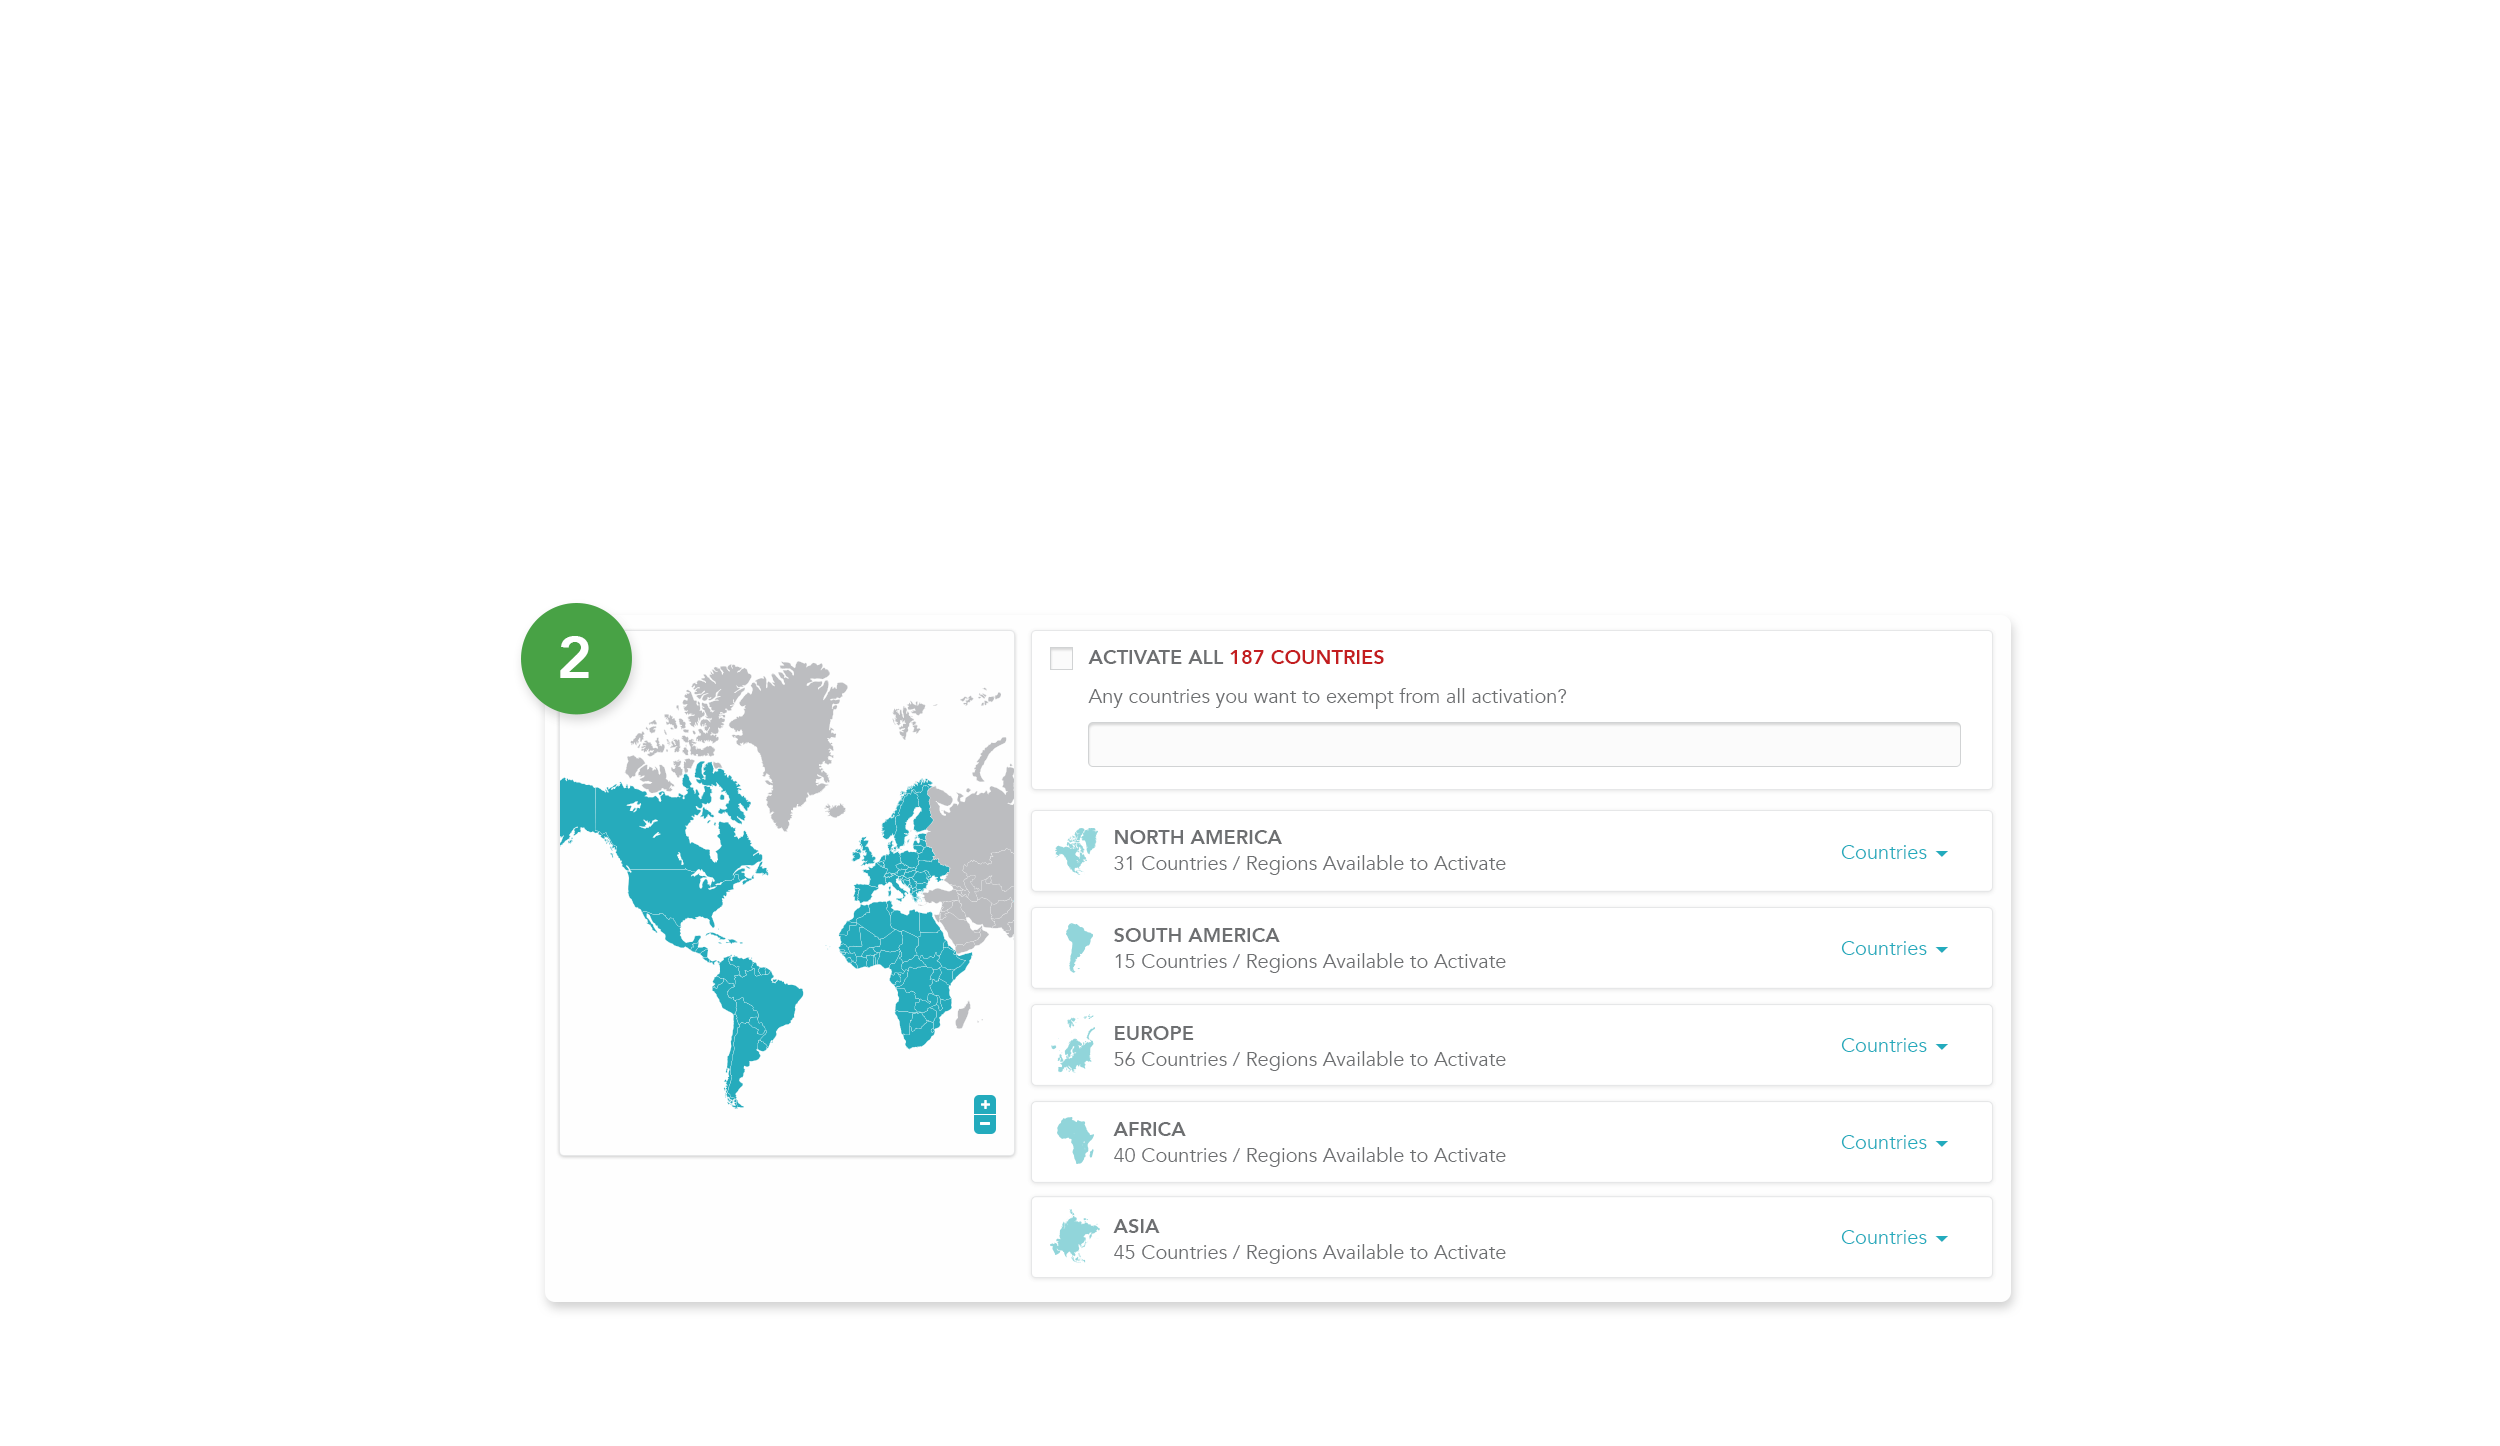 2
ACTIVATE ALL 187 COUNTRIES
Any countries you want to exempt from all activation?
NORTH AMERICA
31 Countries / Regions Available to Activate
Countries
SOUTH AMERICA
15 Countries / Regions Available to Activate
Countries
EUROPE
56 Countries / Regions Available to Activate
Countries
AFRICA
40 Countries / Regions Available to Activate
Countries
ASIA
45 Countries / Regions Available to Activate
Countries
+
−